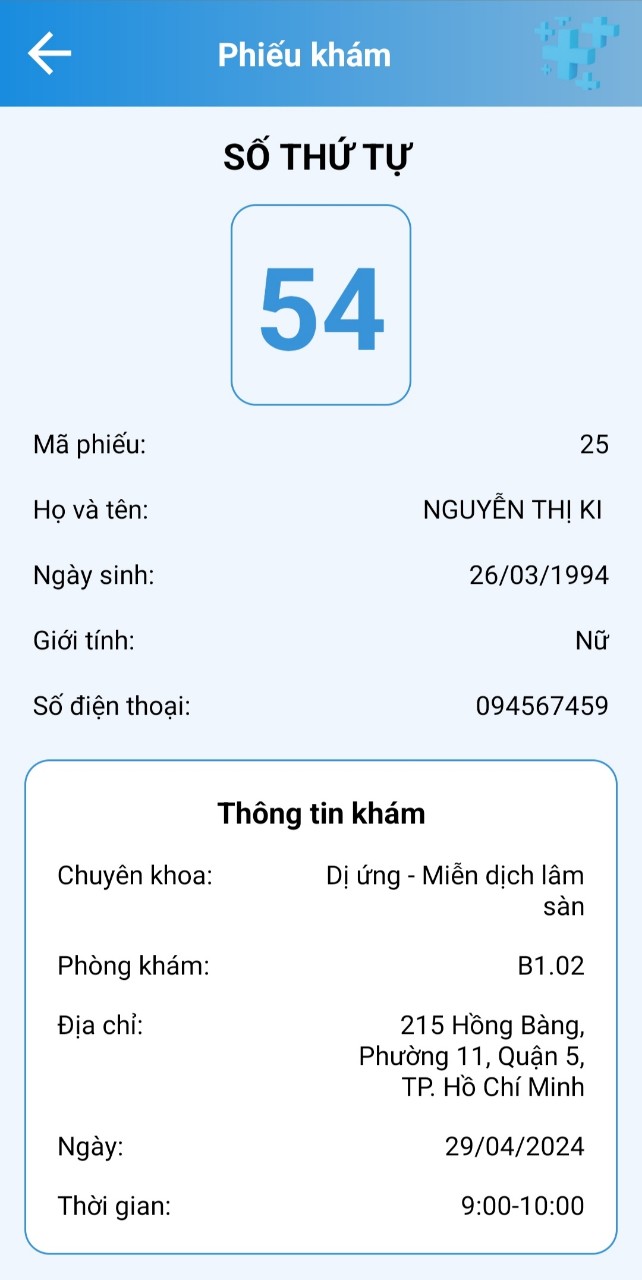 Phiếu khám
SỐ THỨ TỰ
54
Mã phiếu: 25
Họ và tên: NGUYỄN THỊ KI
Ngày sinh: 26/03/1994
Giới tính: Nữ
Số điện thoại: 094567459
Thông tin khám
Chuyên khoa: Dị ứng - Miễn dịch lâm
sàn
Phòng khám: B1.02
Địa chỉ: 215 Hồng Bàng,
Phường 11, Quận 5,
TP. Hồ Chí Minh
Ngày: 29/04/2024
Thời gian: 9:00-10:00